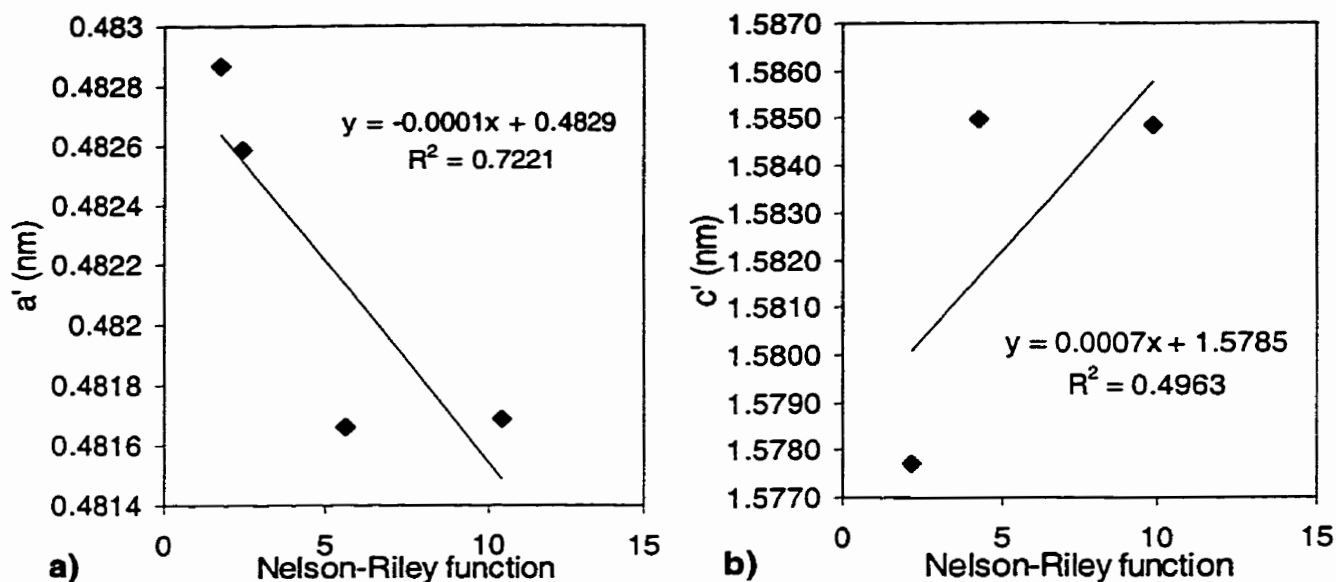 0.483
0.4828
0.4826
0.4824
0.4822
0.482
0.4818
0.4816
0.4814
a' (nm)
y = -0.0001x + 0.4829
R² = 0.7221
0 5 10 15
a) Nelson-Riley function
1.5870
1.5860
1.5850
1.5840
1.5830
1.5820
1.5810
1.5800
1.5790
1.5780
1.5770
c' (nm)
y = 0.0007x + 1.5785
R² = 0.4963
0 5 10 15
b) Nelson-Riley function